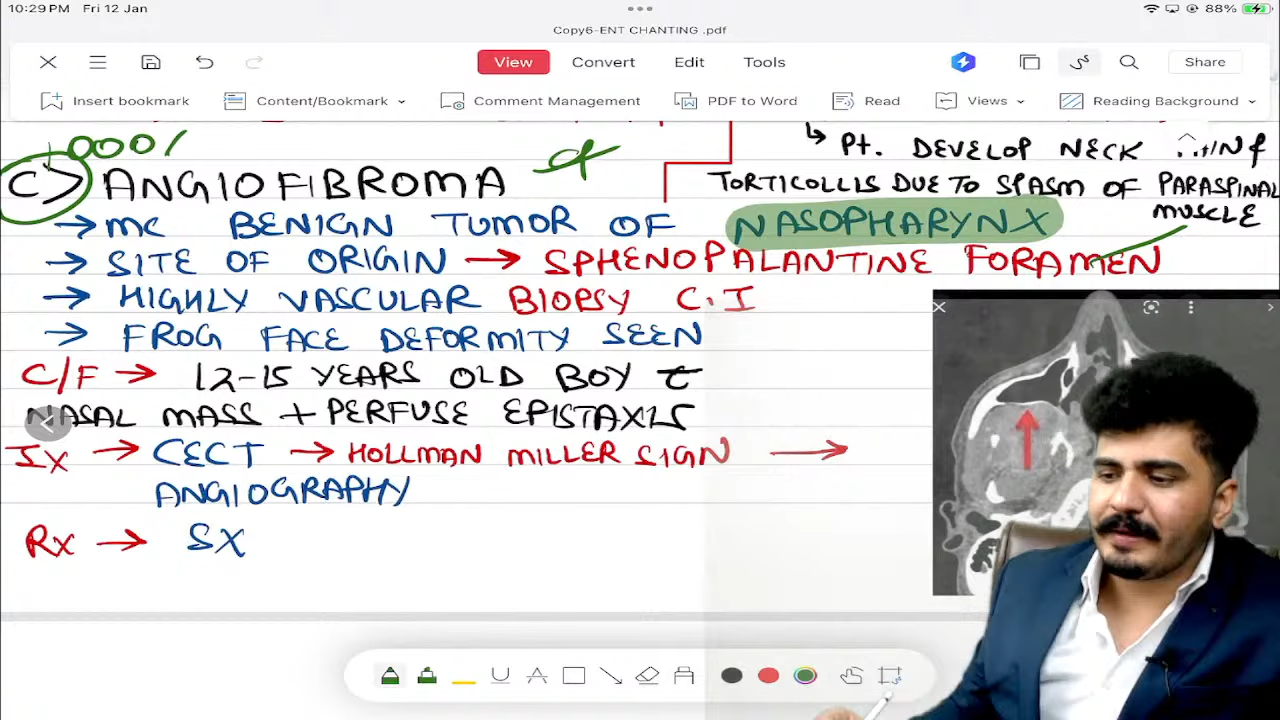 10:29 PM Fri 12 Jan
88%
Copy6-ENT CHANTING .pdf
View Convert Edit Tools Share
Insert bookmark Content/Bookmark Comment Management PDF to Word Read Views Reading Background
1000%
↳ Pt. DEVELOP NECK
C> ANGIOFIBROMA
TORTICOLLIS DUE TO SPASM OF PARASPINAL
MUSCLE
→ MC BENIGN TUMOR OF NASOPHARYNX
→ SITE OF ORIGIN → SPHENOPALANTINE FORAMEN
→ HIGHLY VASCULAR BIOPSY C.I
→ FROG FACE DEFORMITY SEEN
C/F → 12-15 YEARS OLD BOY c
NASAL MASS + PERFUSE EPISTAXIS
Ix → CECT → HOLLMAN MILLER SIGN →
ANGIOGRAPHY
Rx → SX